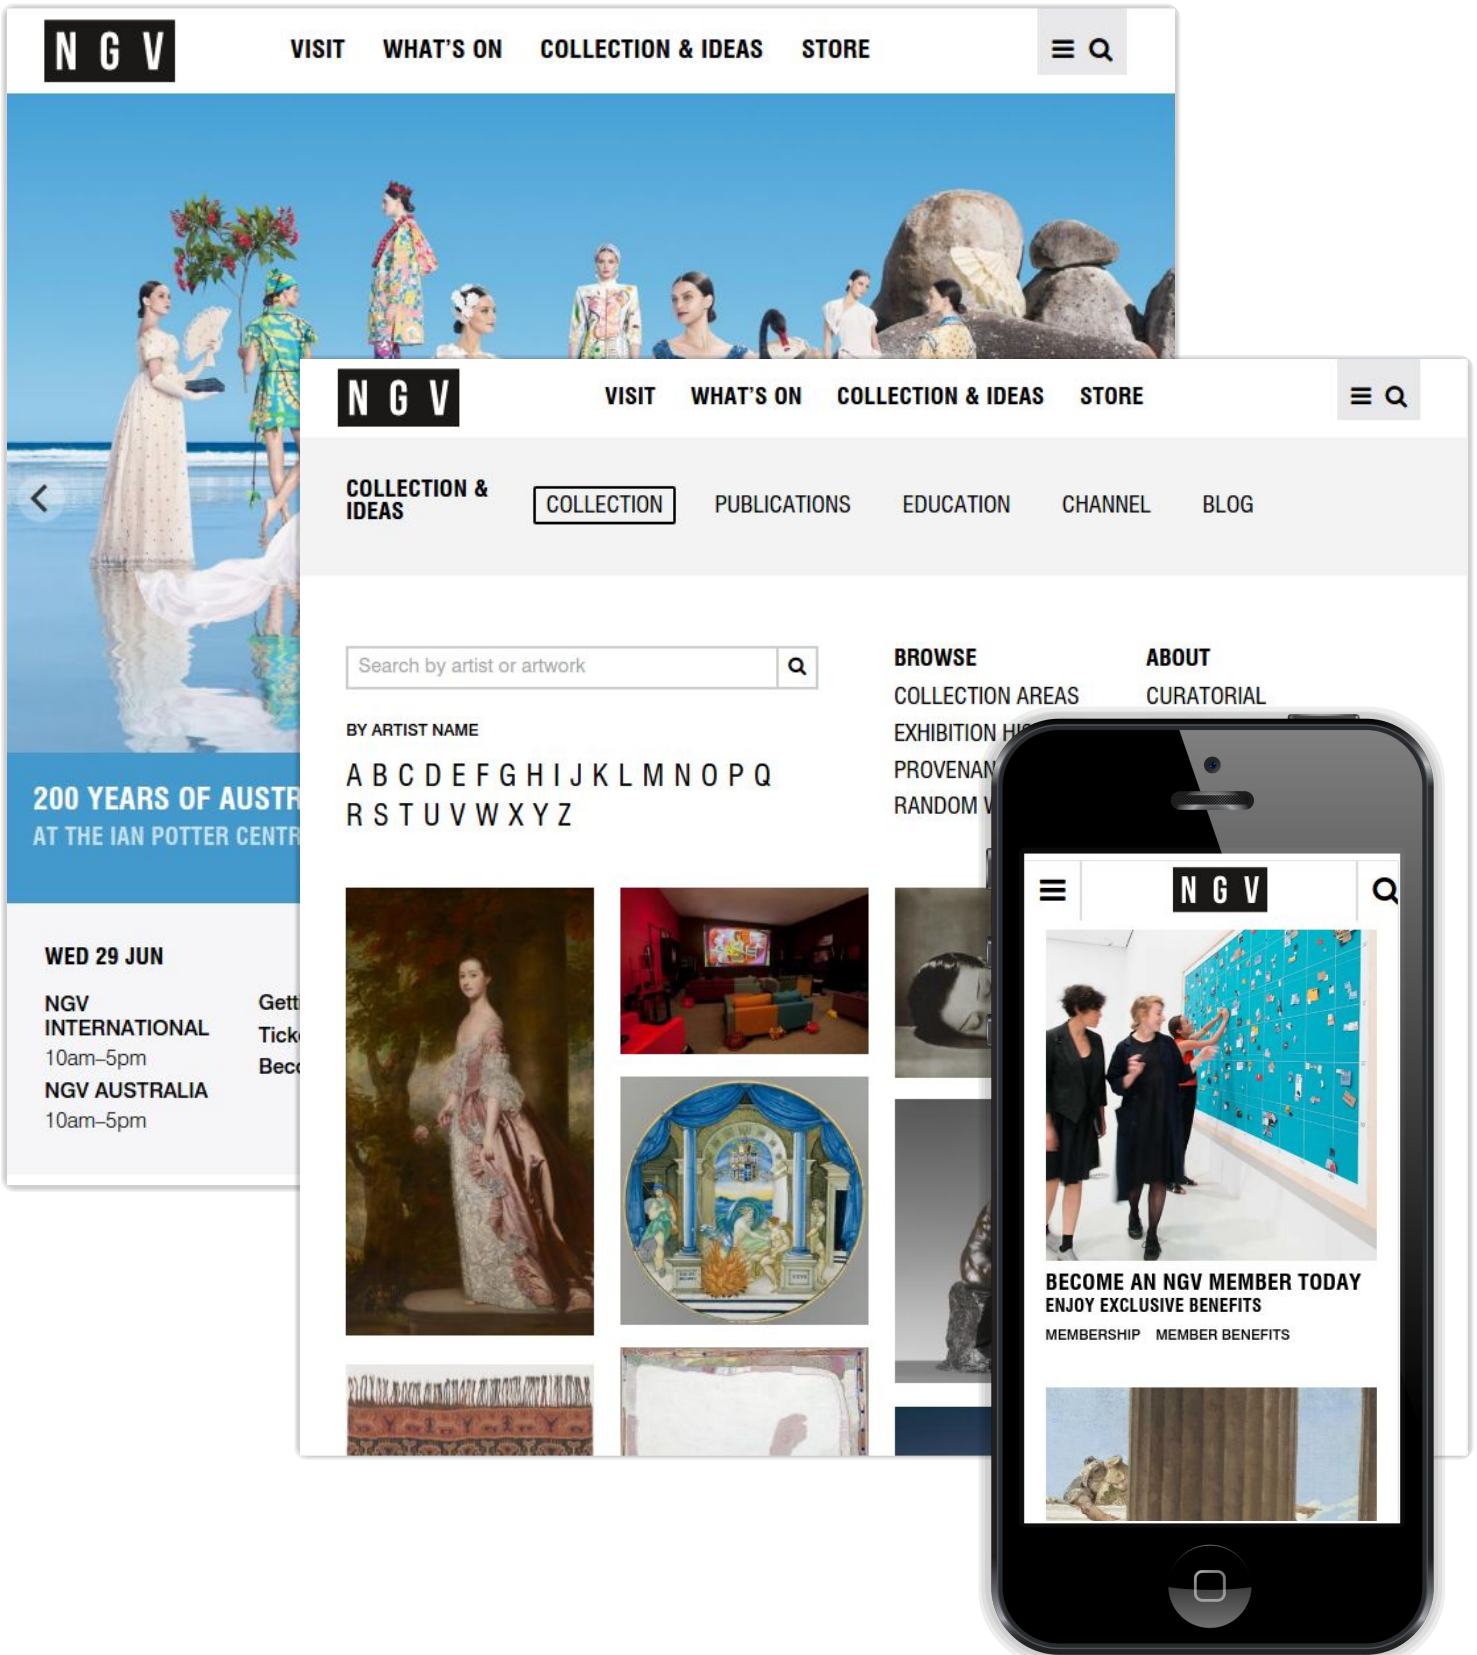 NGV
VISIT WHAT'S ON COLLECTION & IDEAS STORE
200 YEARS OF
AT THE IAN POTTER
WED 29 JUN
NGV
INTERNATIONAL
10am–5pm
NGV AUSTRALIA
10am–5pm
NGV
VISIT WHAT'S ON COLLECTION & IDEAS STORE
COLLECTION &
IDEAS
COLLECTION PUBLICATIONS EDUCATION CHANNEL BLOG
Search by artist or artwork
BY ARTIST NAME
A B C D E F G H I J K L M N O P Q
R S T U V W X Y Z
BROWSE
COLLECTION AREAS
EXHIBITION
RANDOM
ABOUT
CURATORIAL
NGV
BECOME AN NGV MEMBER TODAY
ENJOY EXCLUSIVE BENEFITS
MEMBERSHIP MEMBER BENEFITS